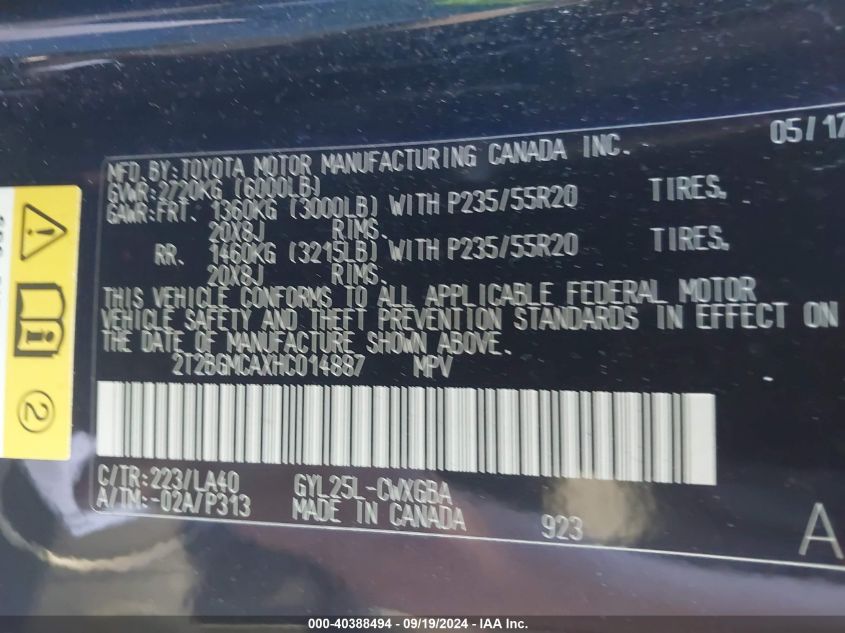 05/17
MFD. BY: TOYOTA MOTOR MANUFACTURING CANADA INC.
GVWR: 2720KG (6000LB)
GAWR: FRT. 1360KG (3000LB) WITH P235/55R20 TIRES,
20X8J RIMS.
RR. 1460KG (3215LB) WITH P235/55R20 TIRES,
20X8J RIMS.
THIS VEHICLE CONFORMS TO ALL APPLICABLE FEDERAL MOTOR
VEHICLE SAFETY AND THEFT PREVENTION STANDARDS IN EFFECT ON
THE DATE OF MANUFACTURE SHOWN ABOVE.
2T2BGMCAXHC014887 MPV
C/TR: 223/LA40 GYL25L-CWXGBA
A/TM: -02A/P313 MADE IN CANADA 923
A
2
000-40388494 - 09/19/2024 - IAA Inc.